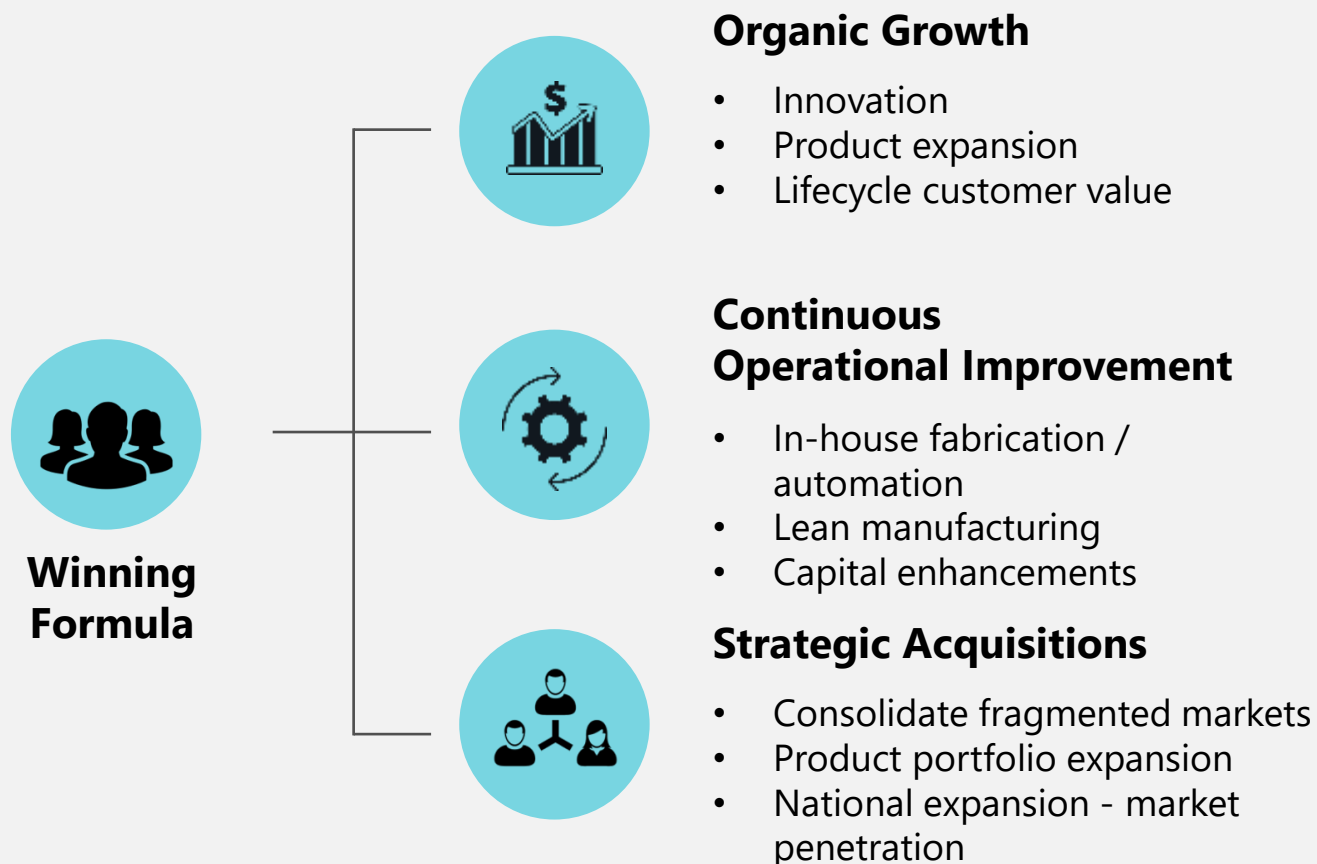 Organic Growth
• Innovation
• Product expansion
• Lifecycle customer value
Continuous
Operational Improvement
• In-house fabrication /
automation
• Lean manufacturing
• Capital enhancements
Winning
Formula
Strategic Acquisitions
• Consolidate fragmented markets
• Product portfolio expansion
• National expansion - market
penetration
$